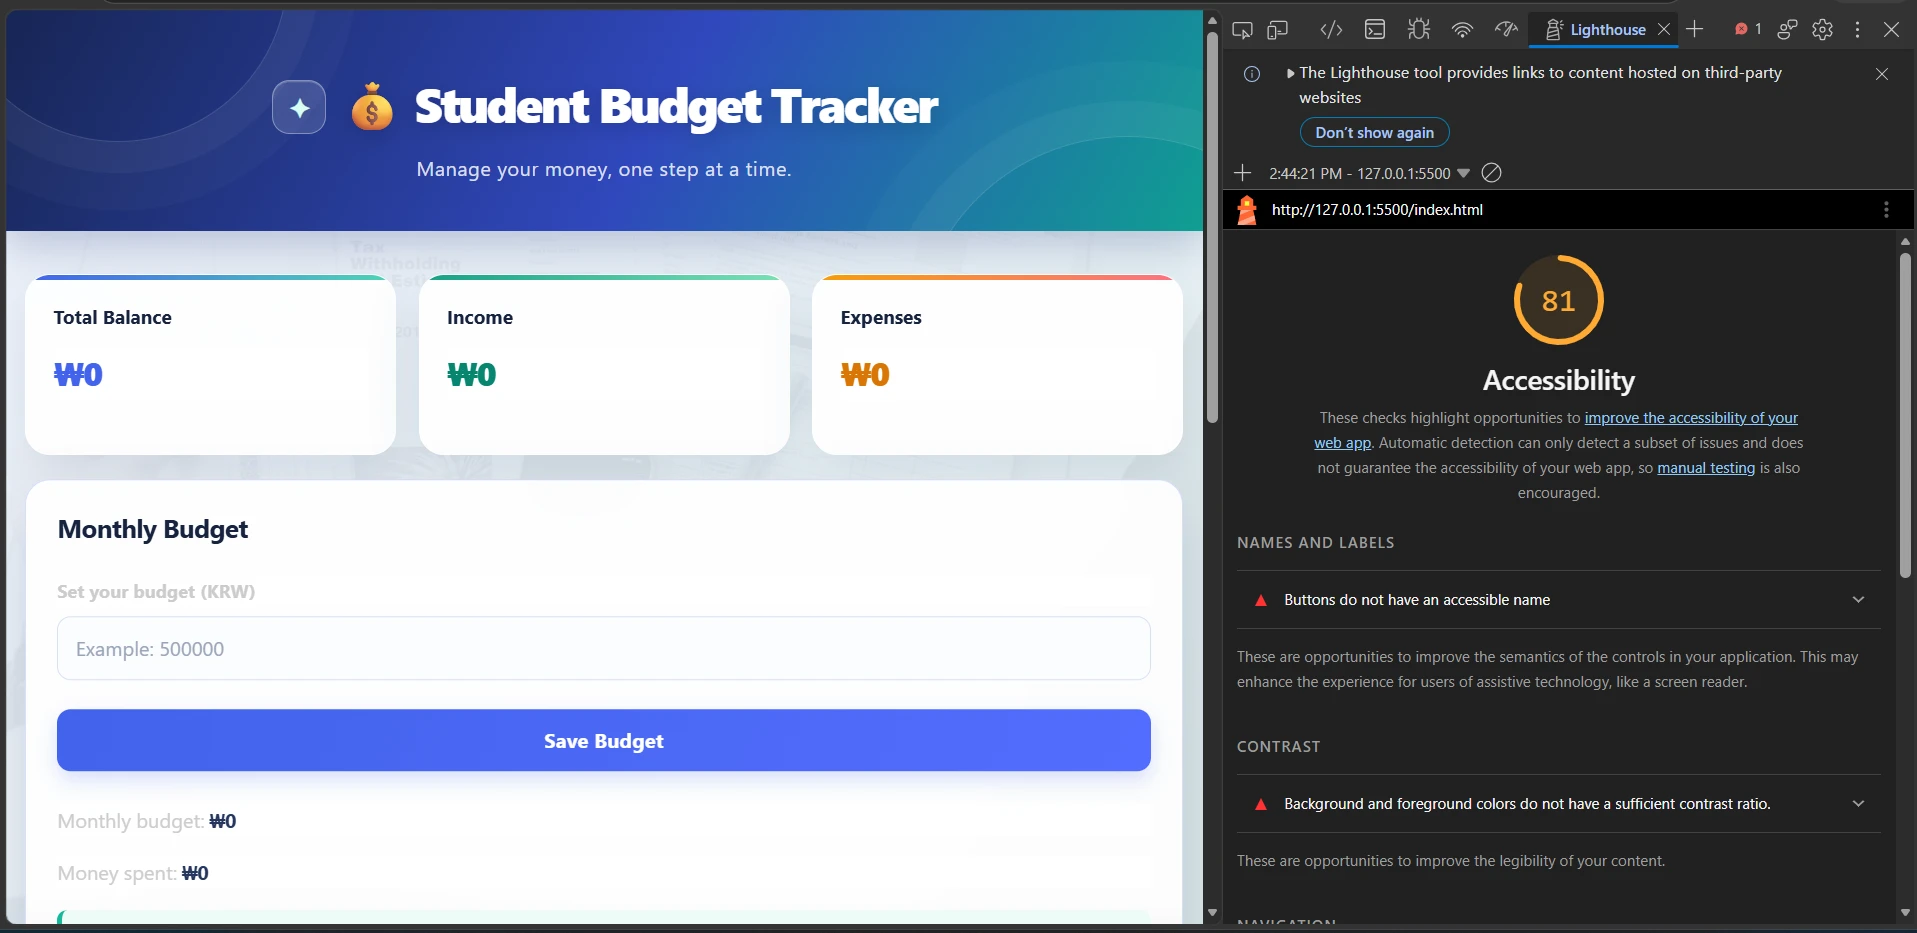 Student Budget Tracker
Manage your money, one step at a time.
Tax
Withholding
Total Balance
₩0
Income
₩0
Expenses
₩0
Monthly Budget
Set your budget (KRW)
Example: 500000
Save Budget
Monthly budget: ₩0
Money spent: ₩0
Lighthouse
1
The Lighthouse tool provides links to content hosted on third-party
websites
Don't show again
2:44:21 PM - 127.0.0.1:5500
http://127.0.0.1:5500/index.html
81
Accessibility
These checks highlight opportunities to improve the accessibility of your
web app. Automatic detection can only detect a subset of issues and does
not guarantee the accessibility of your web app, so manual testing is also
encouraged.
NAMES AND LABELS
Buttons do not have an accessible name
These are opportunities to improve the semantics of the controls in your application. This may
enhance the experience for users of assistive technology, like a screen reader.
CONTRAST
Background and foreground colors do not have a sufficient contrast ratio.
These are opportunities to improve the legibility of your content.
NAVIGATION